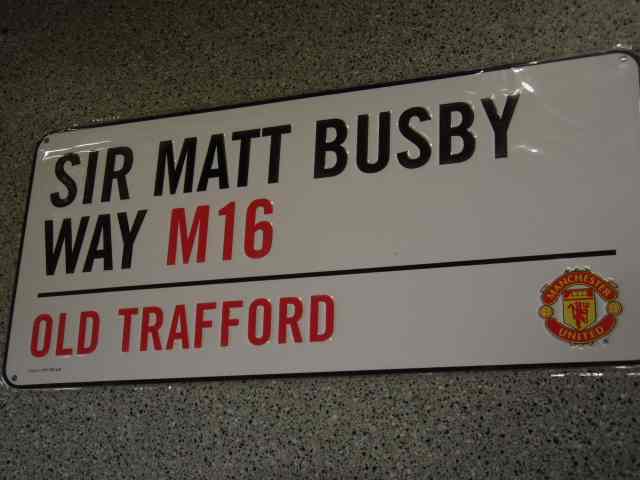 SIR MATT BUSBY
WAY M16
OLD TRAFFORD
MANCHESTER
UNITED